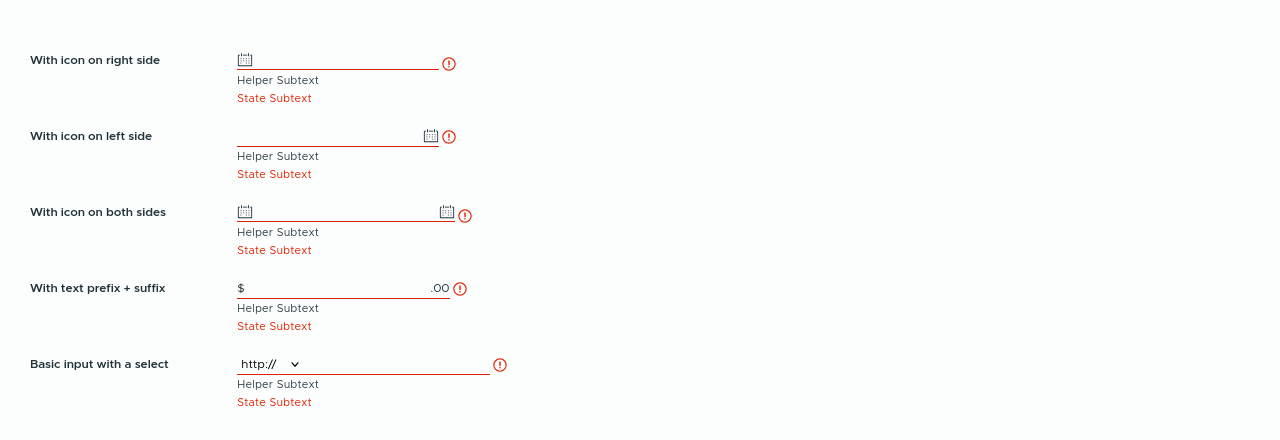 With icon on right side
Helper Subtext
State Subtext
With icon on left side
Helper Subtext
State Subtext
With icon on both sides
Helper Subtext
State Subtext
With text prefix + suffix $ .00
Helper Subtext
State Subtext
Basic input with a select http://
Helper Subtext
State Subtext